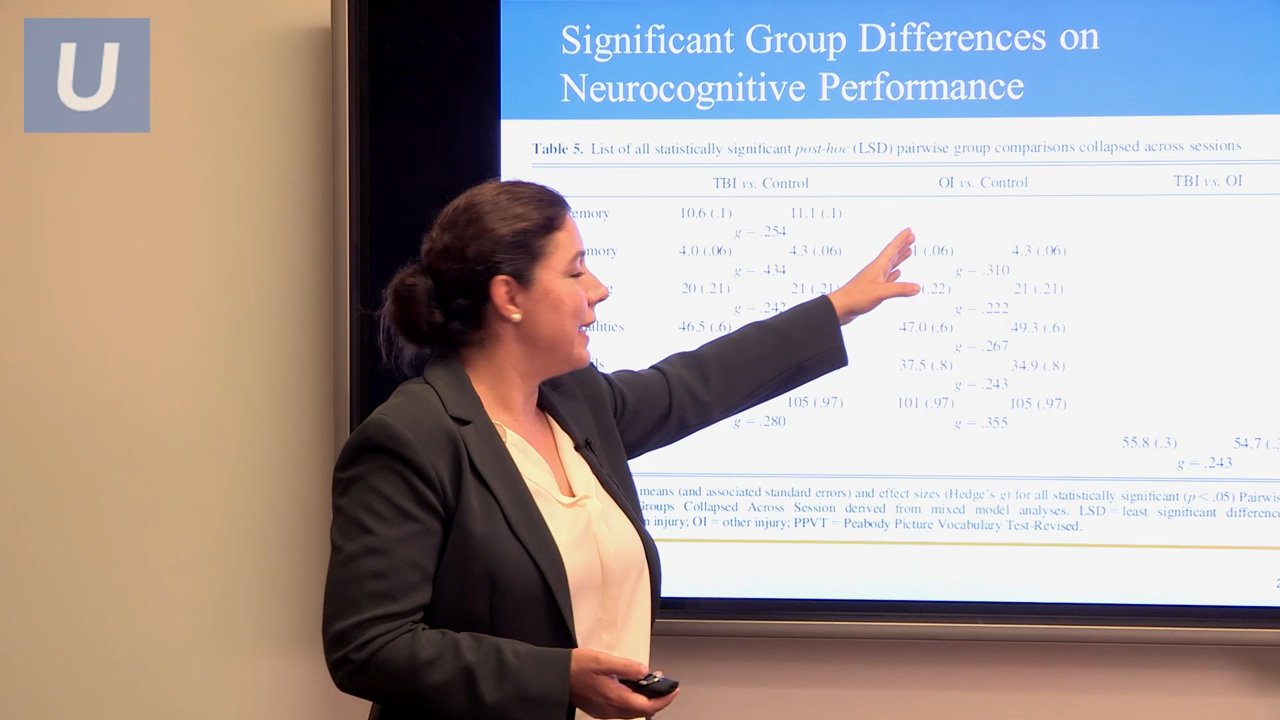 U
Significant Group Differences on
Neurocognitive Performance
Table 5. List of all statistically significant post-hoc (LSD) pairwise group comparisons collapsed across sessions
TBI vs. Control OI vs. Control TBI vs. OI
emory 10.6 (.1) 11.1 (.1)
g = .254
mory 4.0 (.06) 4.3 (.06) (.06) 4.3 (.06)
g = .434 g = .310
20 (.21) 21 (.21) (.22) 21 (.21)
g = .242 g = .222
alities 46.5 (.6) 47.0 (.6) 49.3 (.6)
g = .267
37.5 (.8) 34.9 (.8)
g = .243
105 (.97) 101 (.97) 105 (.97)
g = .280 g = .355
55.8 (.3) 54.7
g = .243
means (and associated standard errors) and effect sizes (Hedge's g) for all statistically significant (p < .05) Pairwis
Groups Collapsed Across Session derived from mixed model analyses. LSD = least significant difference
n injury; OI = other injury; PPVT = Peabody Picture Vocabulary Test-Revised.